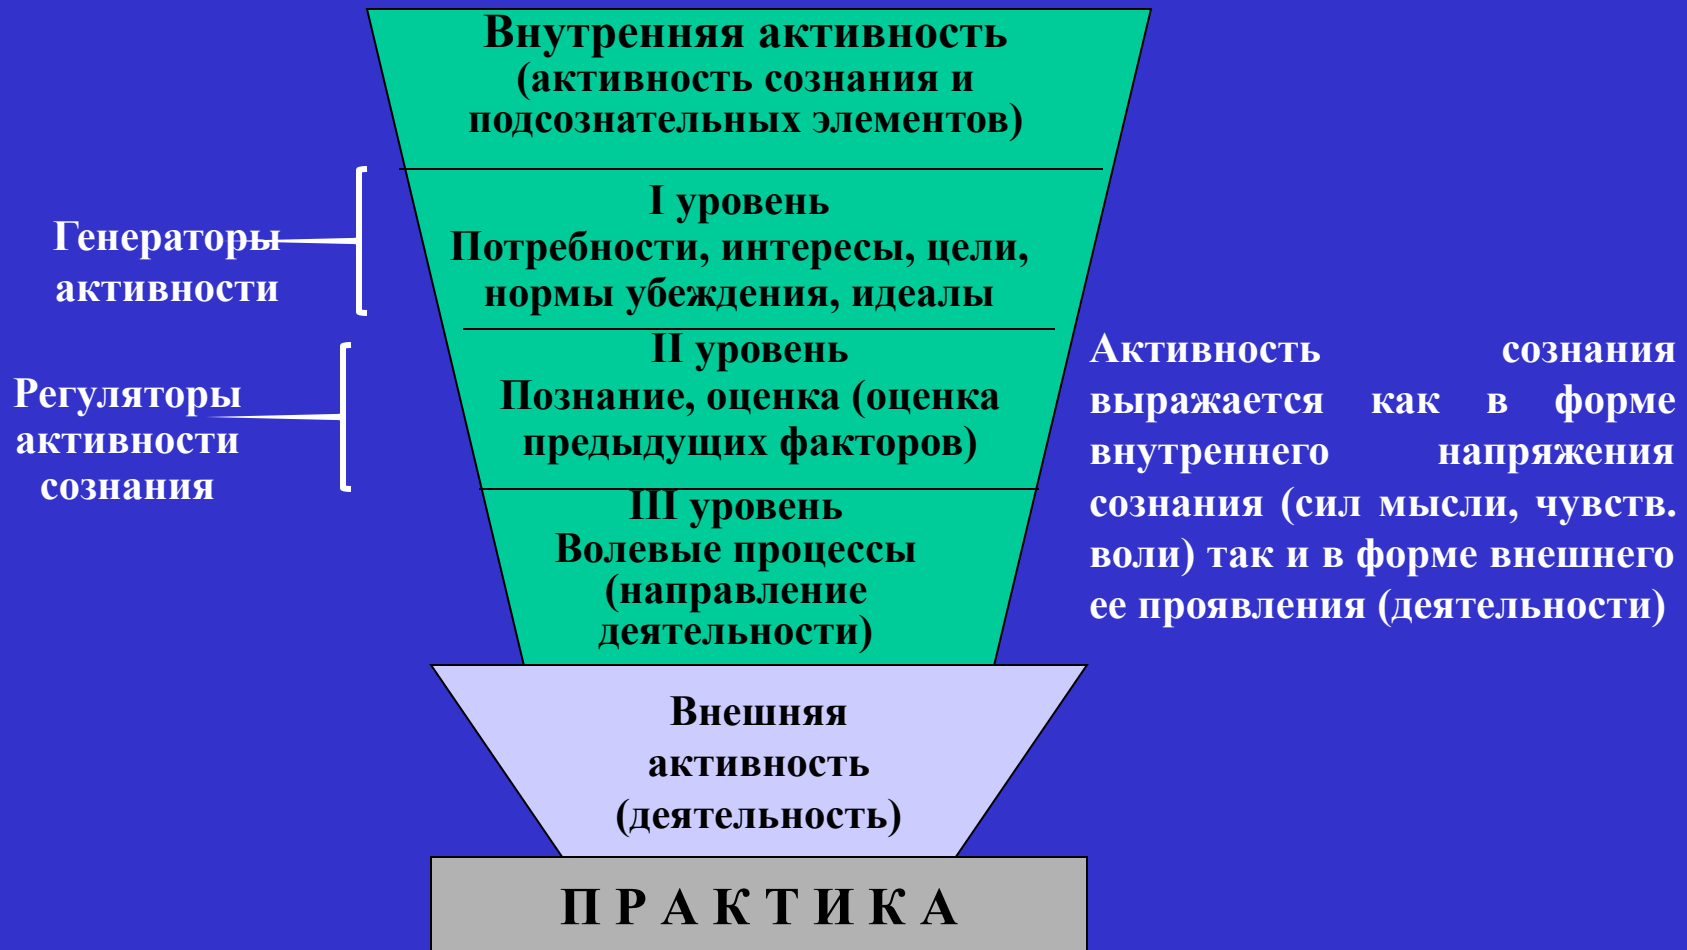 Внутренняя активность
(активность сознания и
подсознательных элементов)
I уровень
Потребности, интересы, цели,
нормы убеждения, идеалы
Генераторы
активности
II уровень
Познание, оценка (оценка
предыдущих факторов)
Регуляторы
активности
сознания
Активность сознания
выражается как в форме
внутреннего напряжения
сознания (сил мысли, чувств.
воли) так и в форме внешнего
ее проявления (деятельности)
III уровень
Волевые процессы
(направление
деятельности)
Внешняя
активность
(деятельность)
П Р А К Т И К А